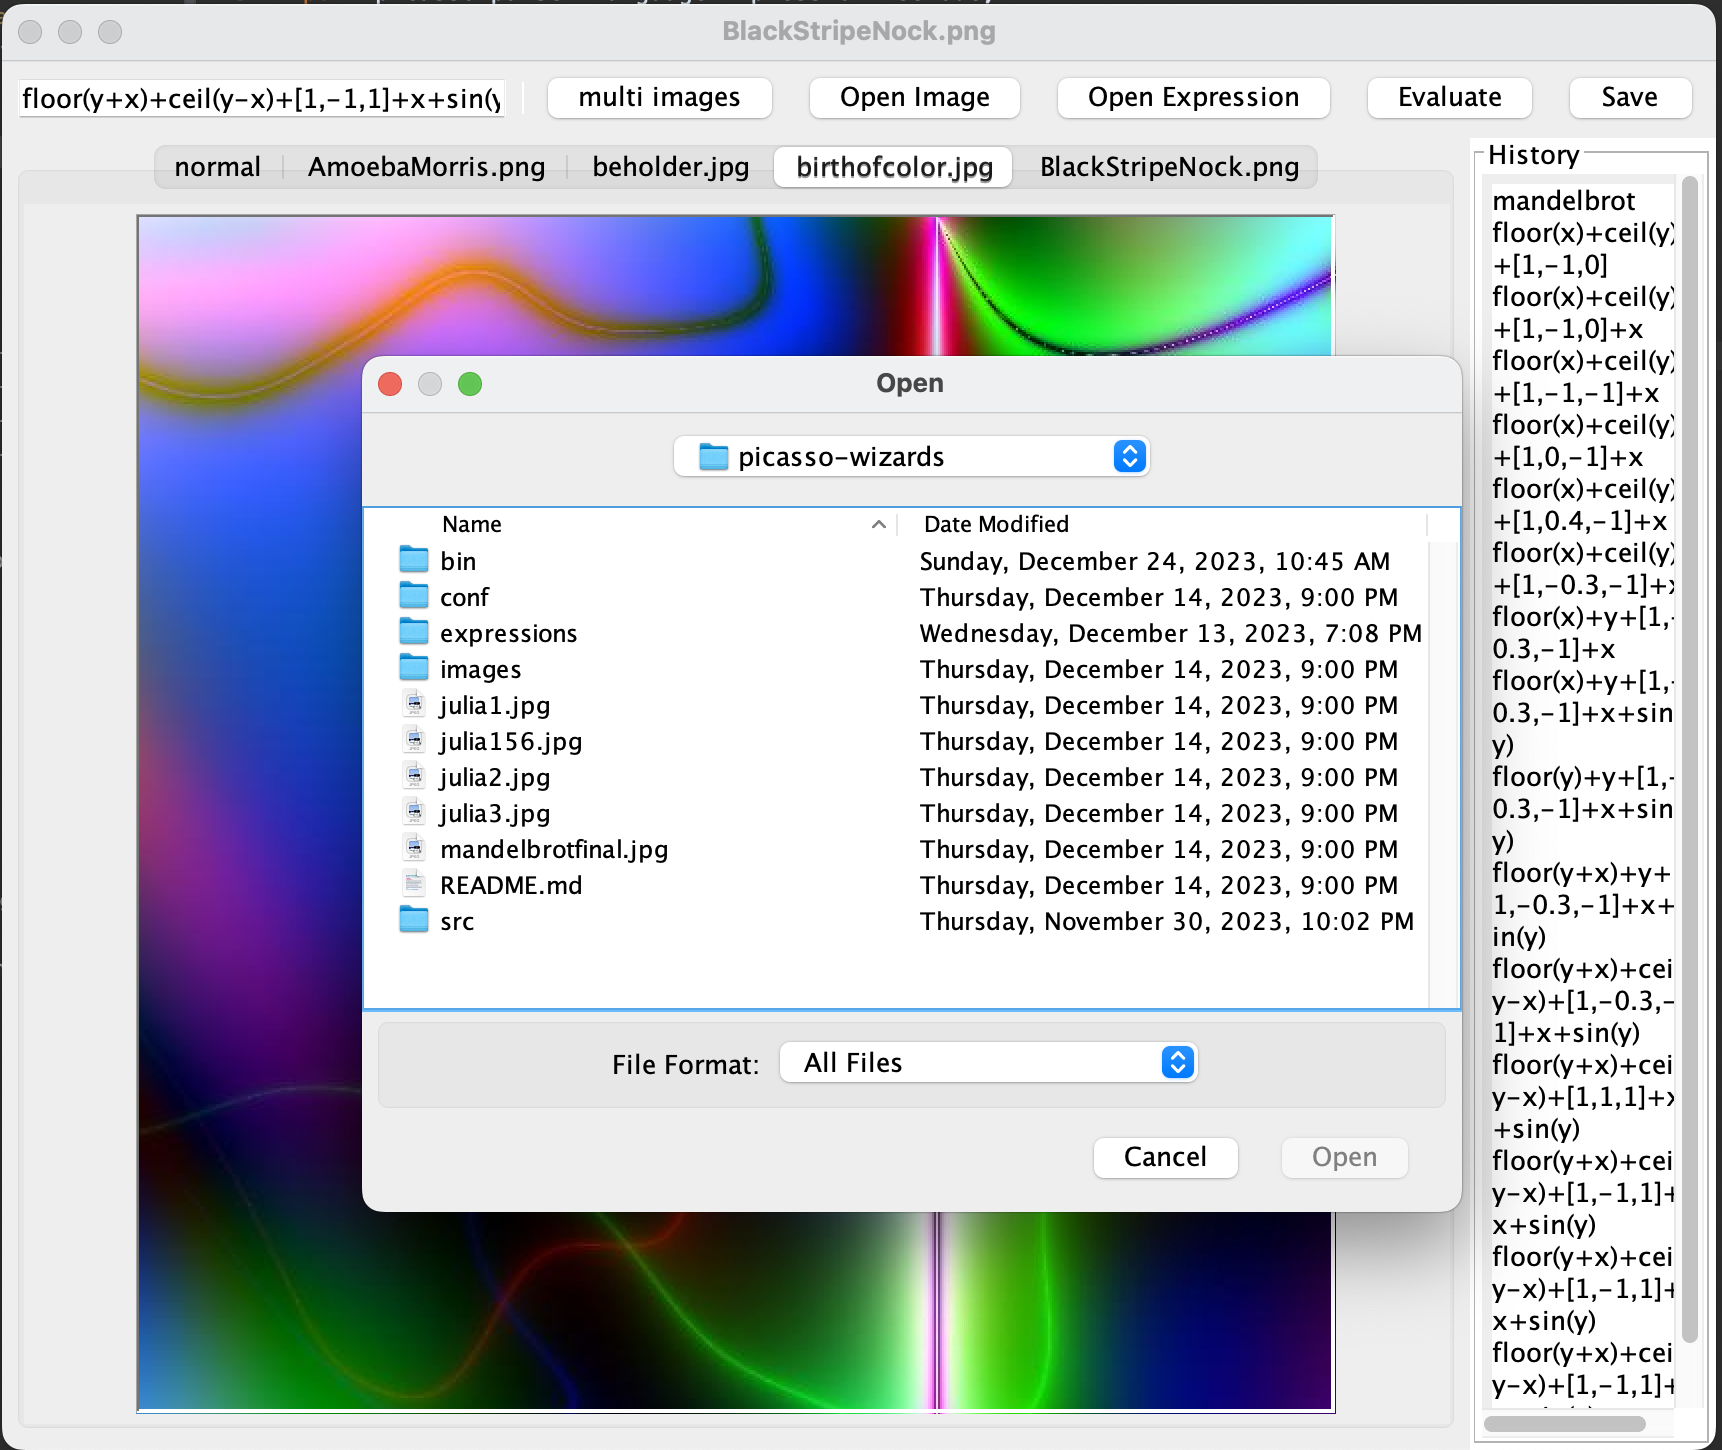 BlackStripeNock.png
floor(y+x)+ceil(y-x)+[1,-1,1]+x+sin(y
multi images
Open Image
Open Expression
Evaluate
Save
normal
AmoebaMorris.png
beholder.jpg
birthofcolor.jpg
BlackStripeNock.png
Open
picasso-wizards
Name
Date Modified
bin
Sunday, December 24, 2023, 10:45 AM
conf
Thursday, December 14, 2023, 9:00 PM
expressions
Wednesday, December 13, 2023, 7:08 PM
images
Thursday, December 14, 2023, 9:00 PM
julia1.jpg
Thursday, December 14, 2023, 9:00 PM
julia156.jpg
Thursday, December 14, 2023, 9:00 PM
julia2.jpg
Thursday, December 14, 2023, 9:00 PM
julia3.jpg
Thursday, December 14, 2023, 9:00 PM
mandelbrotfinal.jpg
Thursday, December 14, 2023, 9:00 PM
README.md
Thursday, December 14, 2023, 9:00 PM
src
Thursday, November 30, 2023, 10:02 PM
File Format:
All Files
Cancel
Open
History
mandelbrot
floor(x)+ceil(y)
+[1,-1,0]
floor(x)+ceil(y)
+[1,-1,0]+x
floor(x)+ceil(y)
+[1,-1,-1]+x
floor(x)+ceil(y)
+[1,0,-1]+x
floor(x)+ceil(y)
+[1,0.4,-1]+x
floor(x)+ceil(y)
+[1,-0.3,-1]+x
floor(x)+y+[1,-
0.3,-1]+x
floor(x)+y+[1,-
0.3,-1]+x+sin
y)
floor(y)+y+[1,-
0.3,-1]+x+sin
y)
floor(y+x)+y+
1,-0.3,-1]+x+
in(y)
floor(y+x)+cei
y-x)+[1,-0.3,-
1]+x+sin(y)
floor(y+x)+cei
y-x)+[1,1,1]+x
+sin(y)
floor(y+x)+cei
y-x)+[1,-1,1]+
x+sin(y)
floor(y+x)+cei
y-x)+[1,-1,1]+
x+sin(y)
floor(y+x)+cei
y-x)+[1,-1,1]+